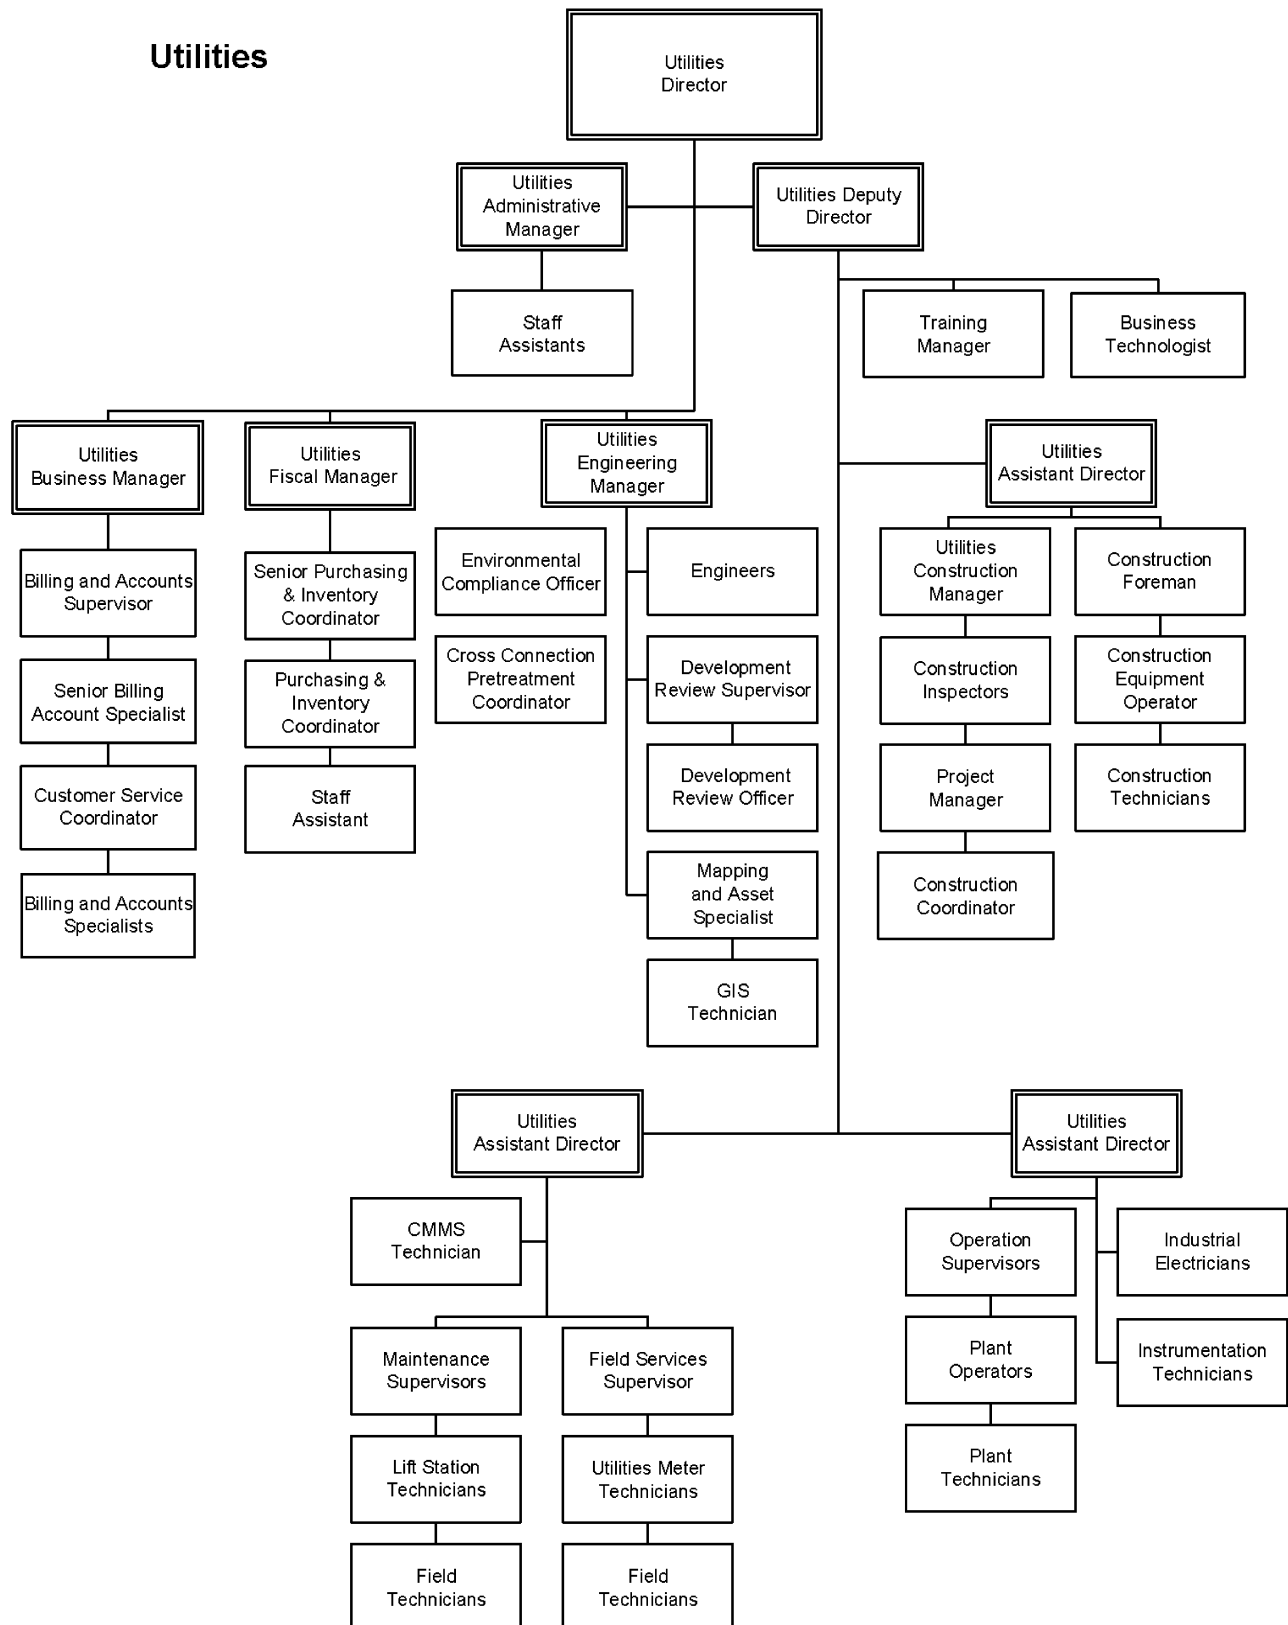 Utilities
Utilities
Director
Utilities
Administrative
Manager
Utilities Deputy
Director
Staff
Assistants
Training
Manager
Business
Technologist
Utilities
Business Manager
Utilities
Fiscal Manager
Utilities
Engineering
Manager
Utilities
Assistant Director
Billing and Accounts
Supervisor
Senior Purchasing
& Inventory
Coordinator
Environmental
Compliance Officer
Engineers
Utilities
Construction
Manager
Construction
Foreman
Senior Billing
Account Specialist
Purchasing &
Inventory
Coordinator
Cross Connection
Pretreatment
Coordinator
Development
Review Supervisor
Construction
Inspectors
Construction
Equipment
Operator
Customer Service
Coordinator
Staff
Assistant
Development
Review Officer
Project
Manager
Construction
Technicians
Billing and Accounts
Specialists
Mapping
and Asset
Specialist
Construction
Coordinator
GIS
Technician
Utilities
Assistant Director
Utilities
Assistant Director
CMMS
Technician
Operation
Supervisors
Industrial
Electricians
Maintenance
Supervisors
Field Services
Supervisor
Plant
Operators
Instrumentation
Technicians
Lift Station
Technicians
Utilities Meter
Technicians
Plant
Technicians
Field
Technicians
Field
Technicians